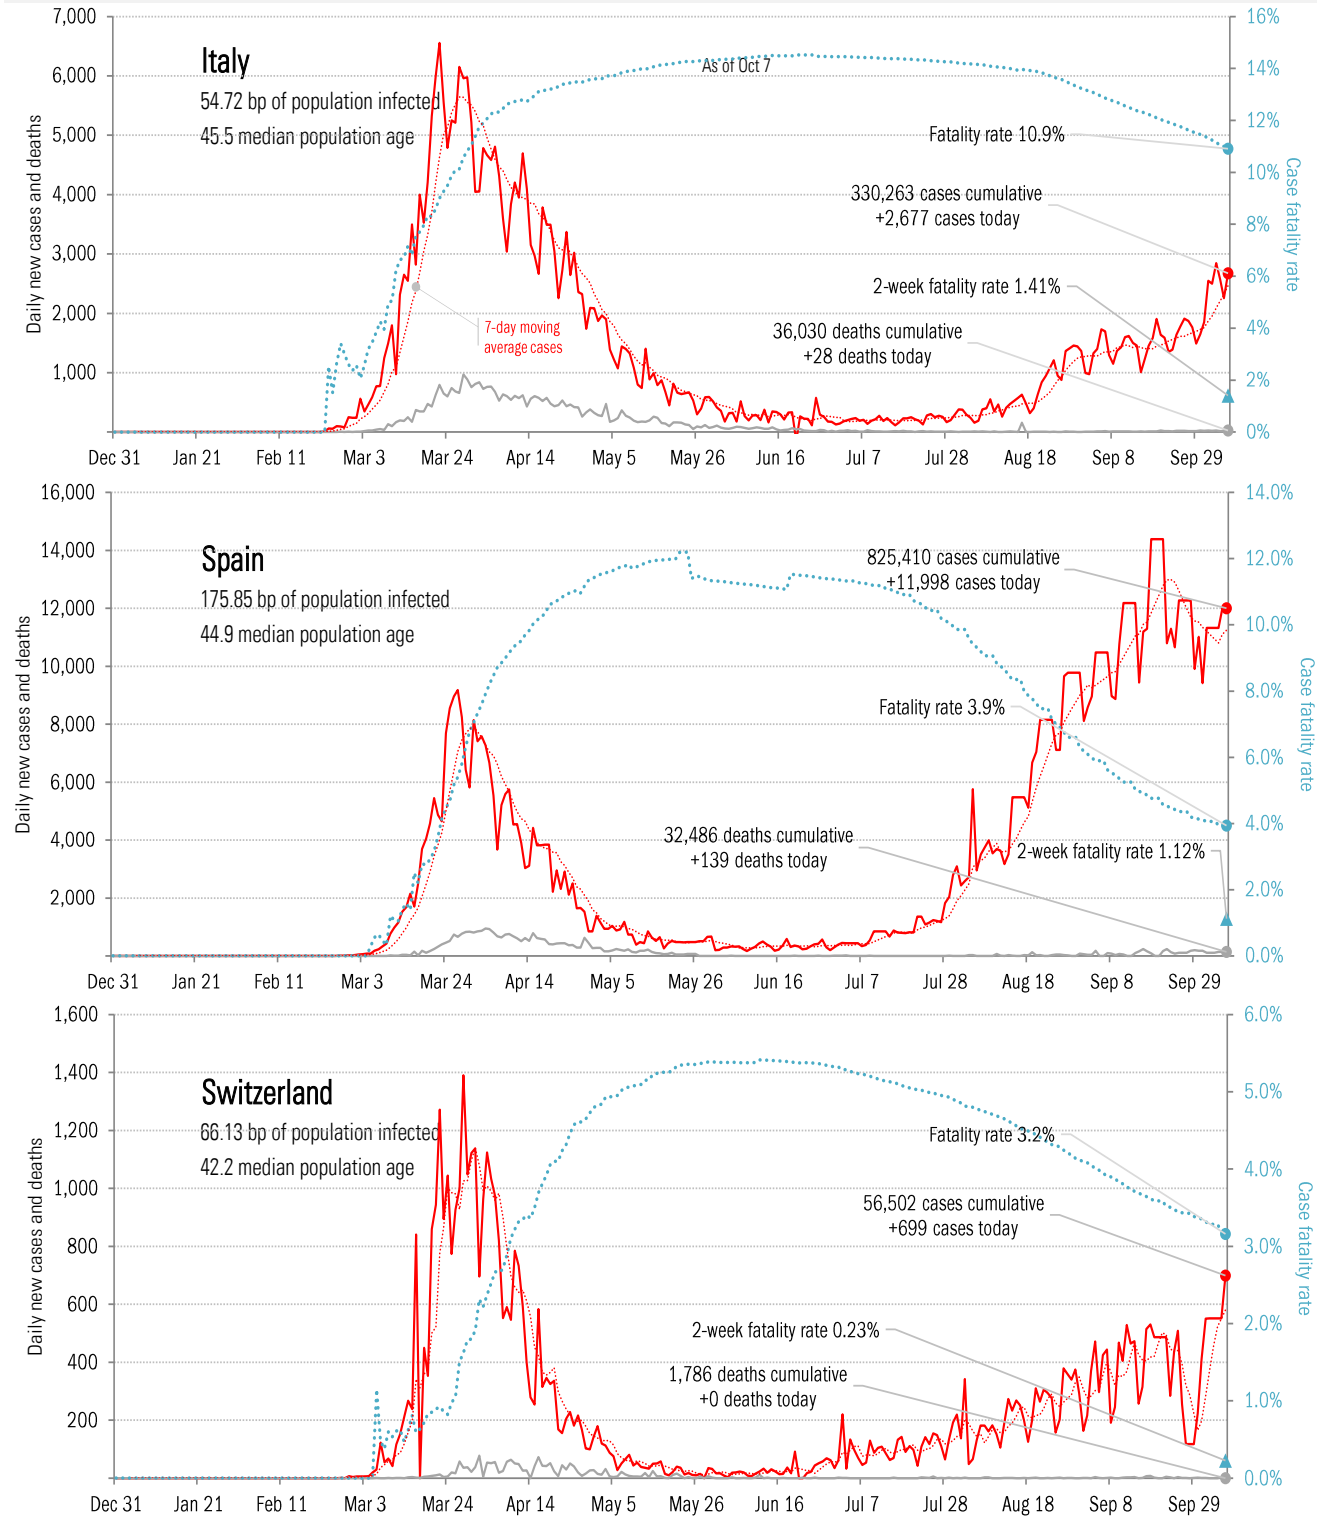 7,000
6,000
5,000
4,000
3,000
2,000
1,000
Daily new cases and deaths
Italy
54.72 bp of population infected
45.5 median population age
As of Oct 7
7-day moving
average cases
Fatality rate 10.9%
330,263 cases cumulative
+2,677 cases today
2-week fatality rate 1.41%
36,030 deaths cumulative
+28 deaths today
16%
14%
12%
10%
8%
6%
4%
2%
0%
Case fatality rate
Dec 31 Jan 21 Feb 11 Mar 3 Mar 24 Apr 14 May 5 May 26 Jun 16 Jul 7 Jul 28 Aug 18 Sep 8 Sep 29
16,000
14,000
12,000
10,000
8,000
6,000
4,000
2,000
Daily new cases and deaths
Spain
175.85 bp of population infected
44.9 median population age
825,410 cases cumulative
+11,998 cases today
Fatality rate 3.9%
32,486 deaths cumulative
+139 deaths today
2-week fatality rate 1.12%
14.0%
12.0%
10.0%
8.0%
6.0%
4.0%
2.0%
0.0%
Case fatality rate
Dec 31 Jan 21 Feb 11 Mar 3 Mar 24 Apr 14 May 5 May 26 Jun 16 Jul 7 Jul 28 Aug 18 Sep 8 Sep 29
1,600
1,400
1,200
1,000
800
600
400
200
Daily new cases and deaths
Switzerland
66.13 bp of population infected
42.2 median population age
Fatality rate 3.2%
56,502 cases cumulative
+699 cases today
2-week fatality rate 0.23%
1,786 deaths cumulative
+0 deaths today
6.0%
5.0%
4.0%
3.0%
2.0%
1.0%
0.0%
Case fatality rate
Dec 31 Jan 21 Feb 11 Mar 3 Mar 24 Apr 14 May 5 May 26 Jun 16 Jul 7 Jul 28 Aug 18 Sep 8 Sep 29